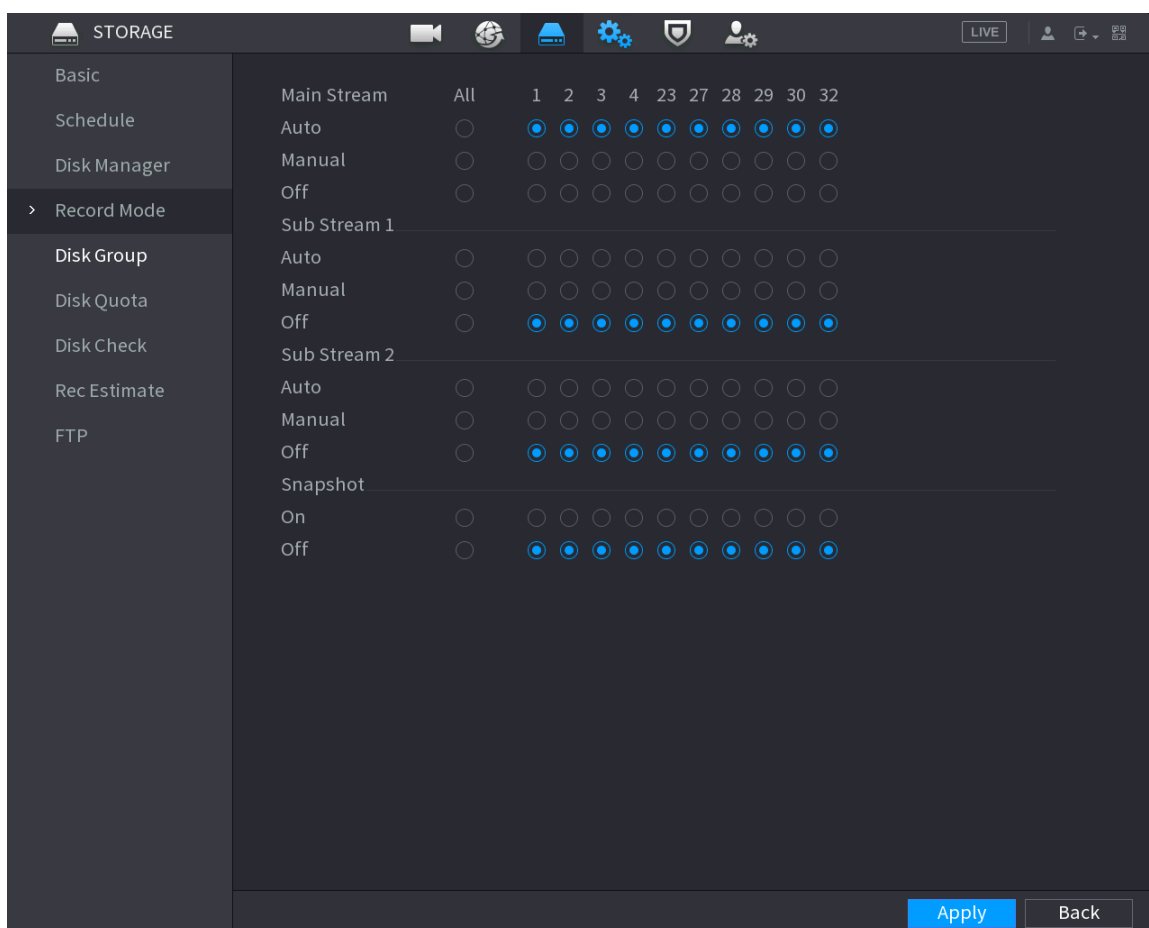 STORAGE LIVE
Basic
Schedule
Disk Manager
Record Mode
Disk Group
Disk Quota
Disk Check
Rec Estimate
FTP
Main Stream All 1 2 3 4 23 27 28 29 30 32
Auto
Manual
Off
Sub Stream 1
Auto
Manual
Off
Sub Stream 2
Auto
Manual
Off
Snapshot
On
Off
Apply Back